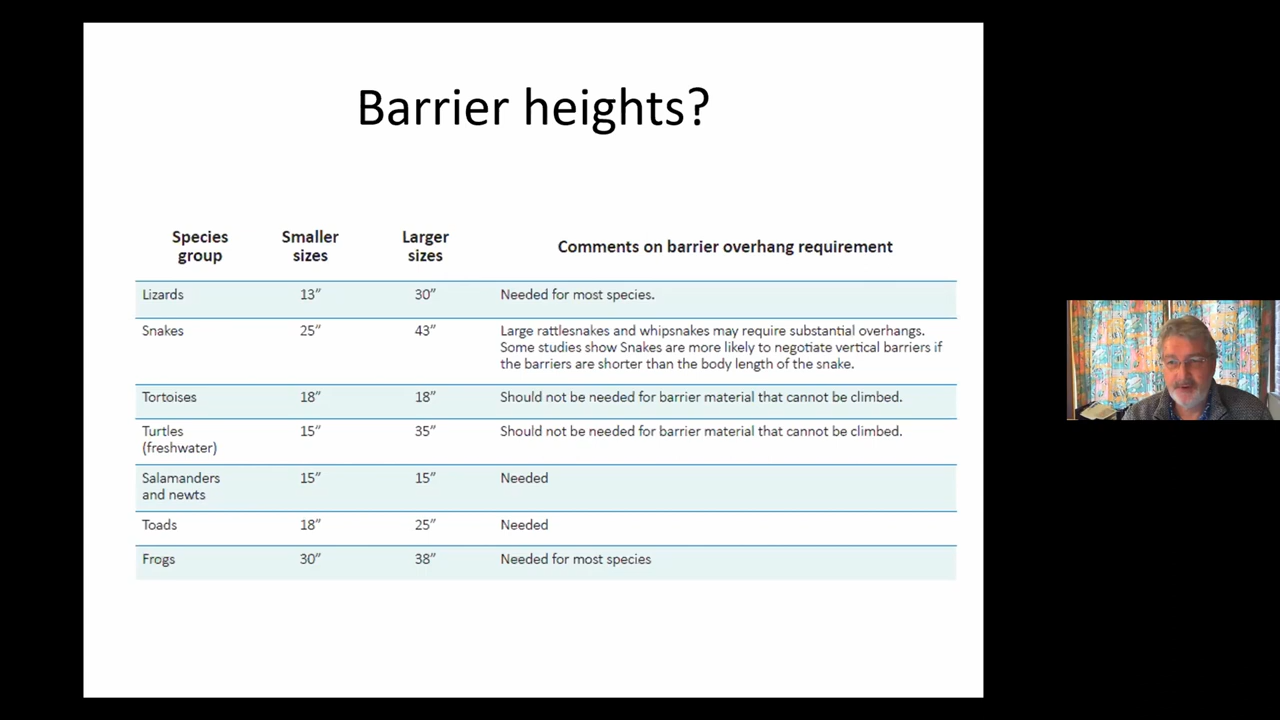 Barrier heights?
Species group
Smaller sizes
Larger sizes
Comments on barrier overhang requirement
Lizards 13″ 30″ Needed for most species.
Snakes 25″ 43″ Large rattlesnakes and whipsnakes may require substantial overhangs.
Some studies show Snakes are more likely to negotiate vertical barriers if
the barriers are shorter than the body length of the snake.
Tortoises 18″ 18″ Should not be needed for barrier material that cannot be climbed.
Turtles 15″ 35″ Should not be needed for barrier material that cannot be climbed.
(freshwater)
Salamanders 15″ 15″ Needed
and newts
Toads 18″ 25″ Needed
Frogs 30″ 38″ Needed for most species